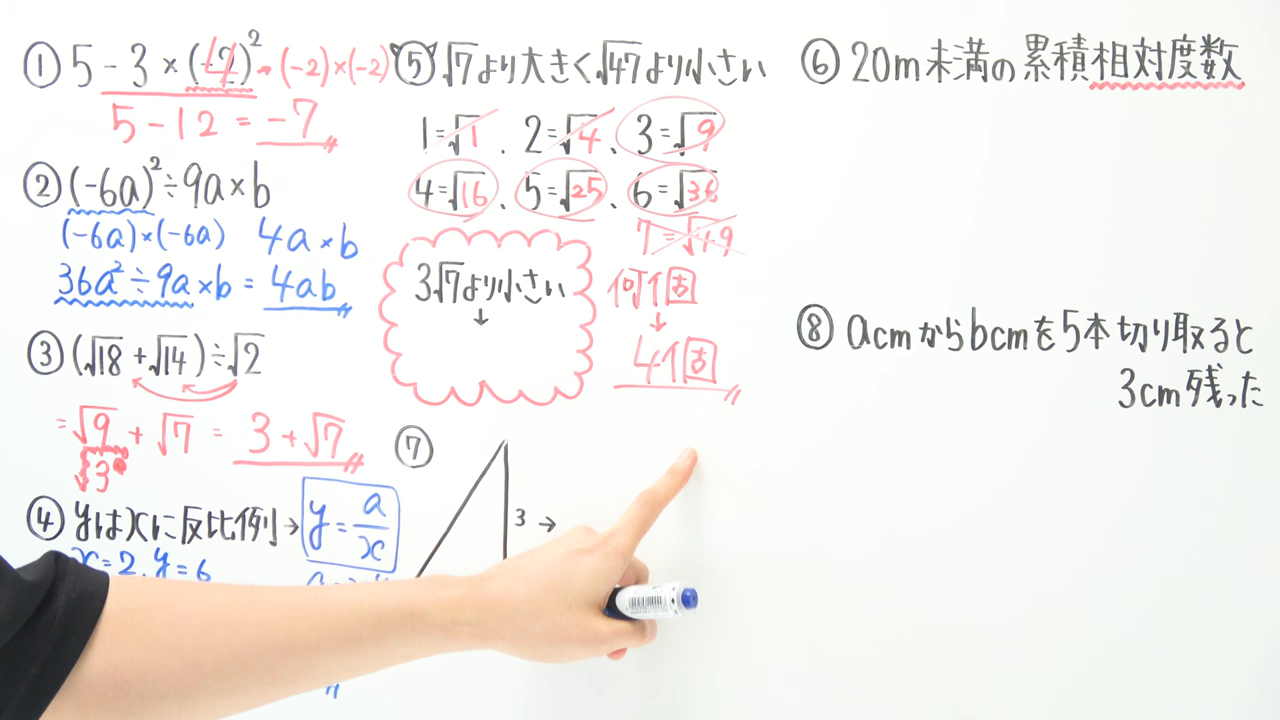 ① 5 - 3 × (-2)² (-2)×(-2)
4
5 - 12 = -7
② (-6a)² ÷ 9a × b
(-6a)×(-6a) 4a × b
36a² ÷ 9a × b = 4ab
③ (√18 + √14) ÷ √2
= √9 + √7 = 3 + √7
3
④ yはxに反比例 → y = a/x
x = 2, y = 6
⑤ √7より大きく√47より小さい
1=√1、2=√4、3=√9
4=√16、5=√25、6=√36
7=√49
3√7より小さい
↓
何個
↓
4個
⑦
3 →
⑥ 20m未満の累積相対度数
⑧ acmからbcmを5本切り取ると
3cm残った